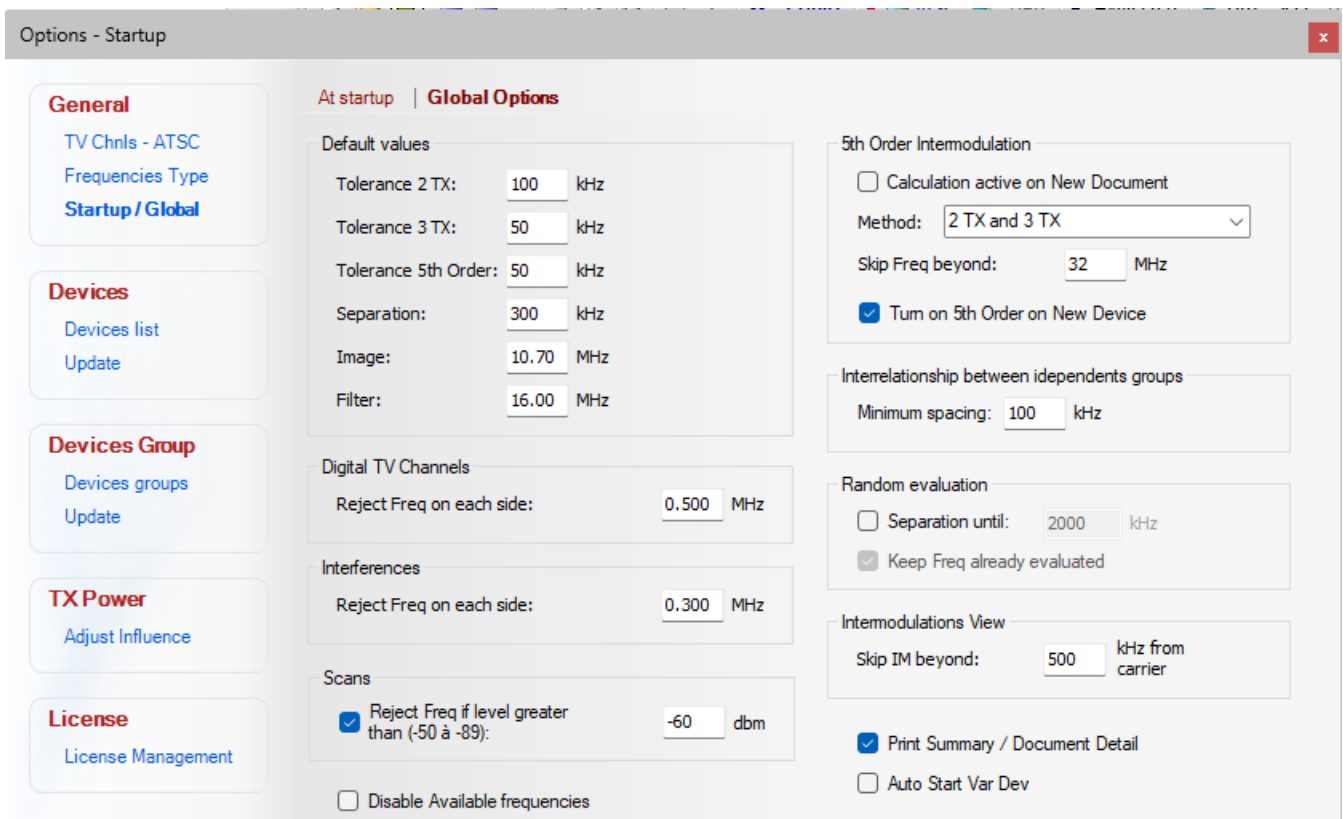 Options - Startup
x
General
TV Chnls - ATSC
Frequencies Type
Startup / Global
Devices
Devices list
Update
Devices Group
Devices groups
Update
TX Power
Adjust Influence
License
License Management
At startup | Global Options
Default values
Tolerance 2 TX: 100 kHz
Tolerance 3 TX: 50 kHz
Tolerance 5th Order: 50 kHz
Separation: 300 kHz
Image: 10.70 MHz
Filter: 16.00 MHz
Digital TV Channels
Reject Freq on each side: 0.500 MHz
Interferences
Reject Freq on each side: 0.300 MHz
Scans
Reject Freq if level greater
than (-50 à -89): -60 dbm
Disable Available frequencies
5th Order Intermodulation
Calculation active on New Document
Method: 2 TX and 3 TX
Skip Freq beyond: 32 MHz
Turn on 5th Order on New Device
Interrelationship between idependents groups
Minimum spacing: 100 kHz
Random evaluation
Separation until: 2000 kHz
Keep Freq already evaluated
Intermodulations View
Skip IM beyond: 500 kHz from
carrier
Print Summary / Document Detail
Auto Start Var Dev